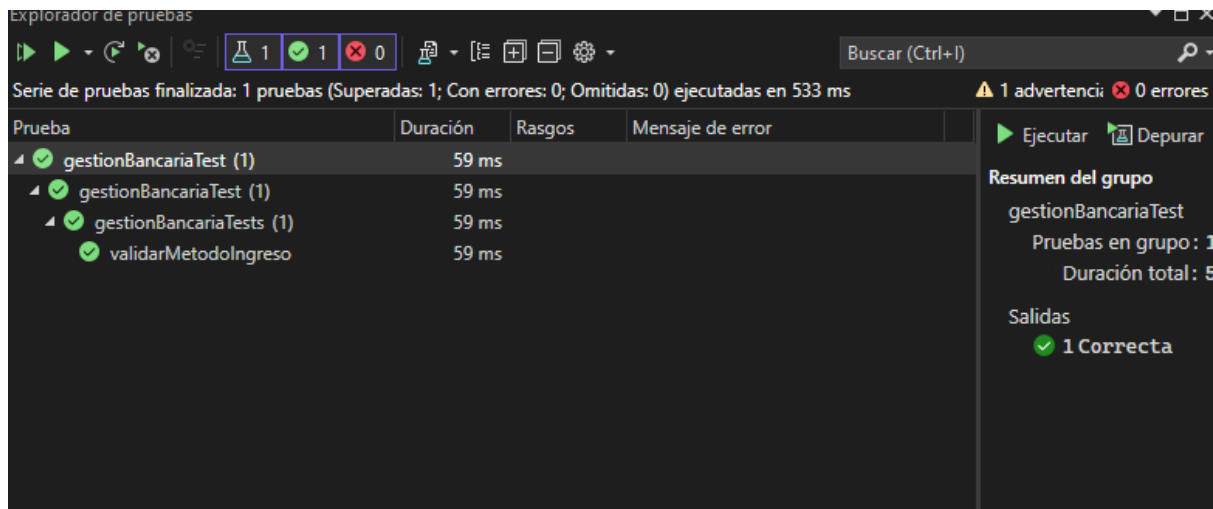 Explorador de pruebas
1 1 0 Buscar (Ctrl+I)
Serie de pruebas finalizada: 1 pruebas (Superadas: 1; Con errores: 0; Omitidas: 0) ejecutadas en 533 ms 1 advertencia 0 errores
Prueba Duración Rasgos Mensaje de error
gestionBancariaTest (1) 59 ms
gestionBancariaTest (1) 59 ms
gestionBancariaTests (1) 59 ms
validarMetodoIngreso 59 ms
Ejecutar Depurar
Resumen del grupo
gestionBancariaTest
Pruebas en grupo: 1
Duración total: 5
Salidas
1 Correcta